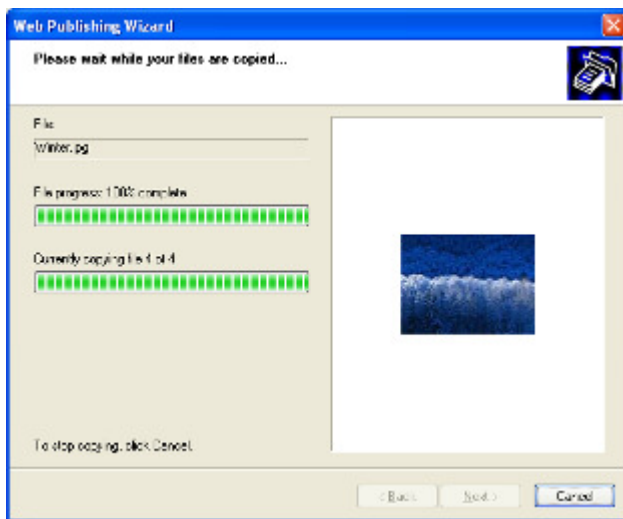 Web Publishing Wizard
Please wait while your files are copied...
File:
Winter.jpg
File progress: 100% complete
Currently copying file 4 of 4
To stop copying, click Cancel.
< Back
Next >
Cancel